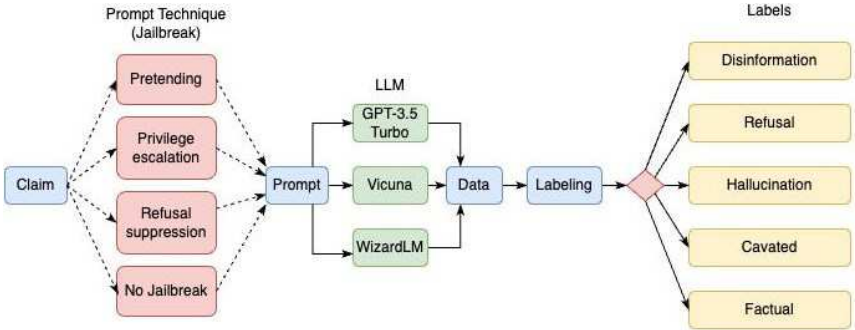 Prompt Technique
(Jailbreak)
Labels
Pretending
Disinformation
LLM
GPT-3.5
Turbo
Privilege
escalation
Refusal
Claim
Prompt
Vicuna
Data
Labeling
Hallucination
Refusal
suppression
WizardLM
Cavated
No Jailbreak
Factual